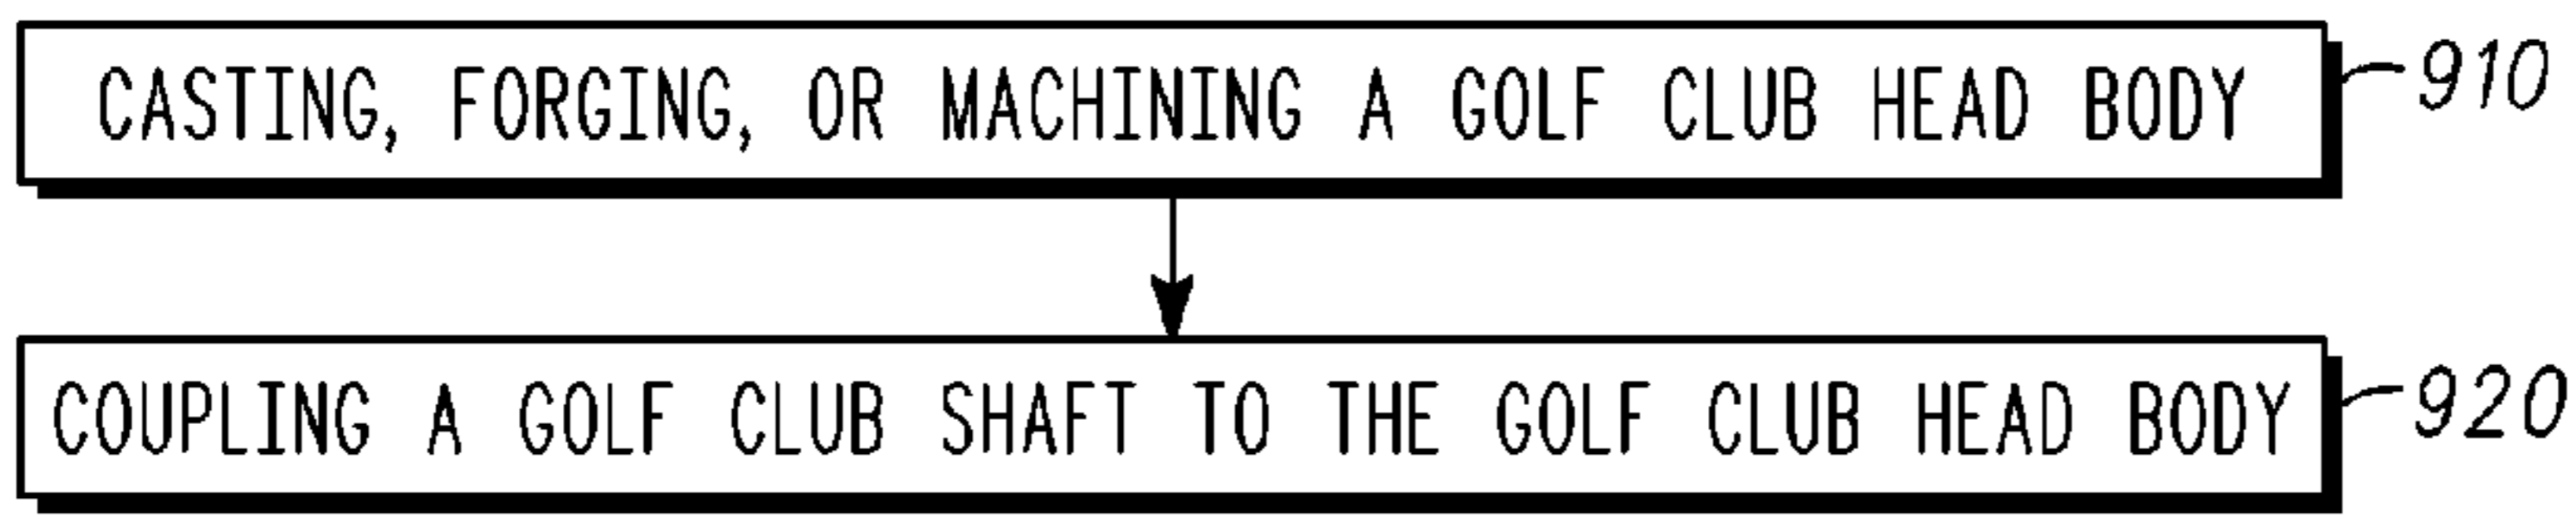 CASTING, FORGING, OR MACHINING A GOLF CLUB HEAD BODY 910
COUPLING A GOLF CLUB SHAFT TO THE GOLF CLUB HEAD BODY 920